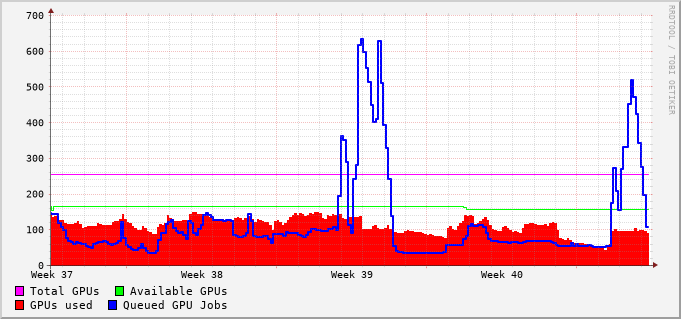 700
600
500
400
300
200
100
0
Week 37 Week 38 Week 39 Week 40
Total GPUs Available GPUs
GPUs used Queued GPU Jobs
RRDTOOL / TOBI OETIKER